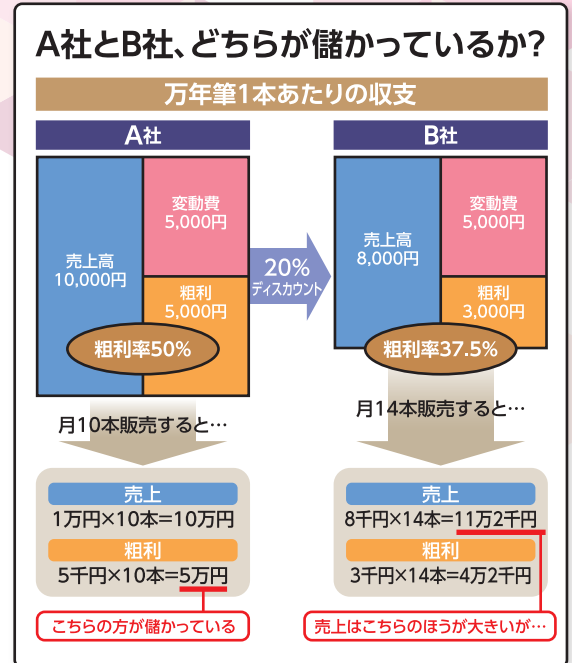 A社とB社、どちらが儲かっているか?
万年筆1本あたりの収支
A社
売上高
10,000円
変動費
5,000円
粗利
5,000円
粗利率50%
20%
ディスカウント
B社
売上高
8,000円
変動費
5,000円
粗利
3,000円
粗利率37.5%
月10本販売すると…
売上
1万円×10本=10万円
粗利
5千円×10本=5万円
こちらの方が儲かっている
月14本販売すると…
売上
8千円×14本=11万2千円
粗利
3千円×14本=4万2千円
売上はこちらのほうが大きいが…